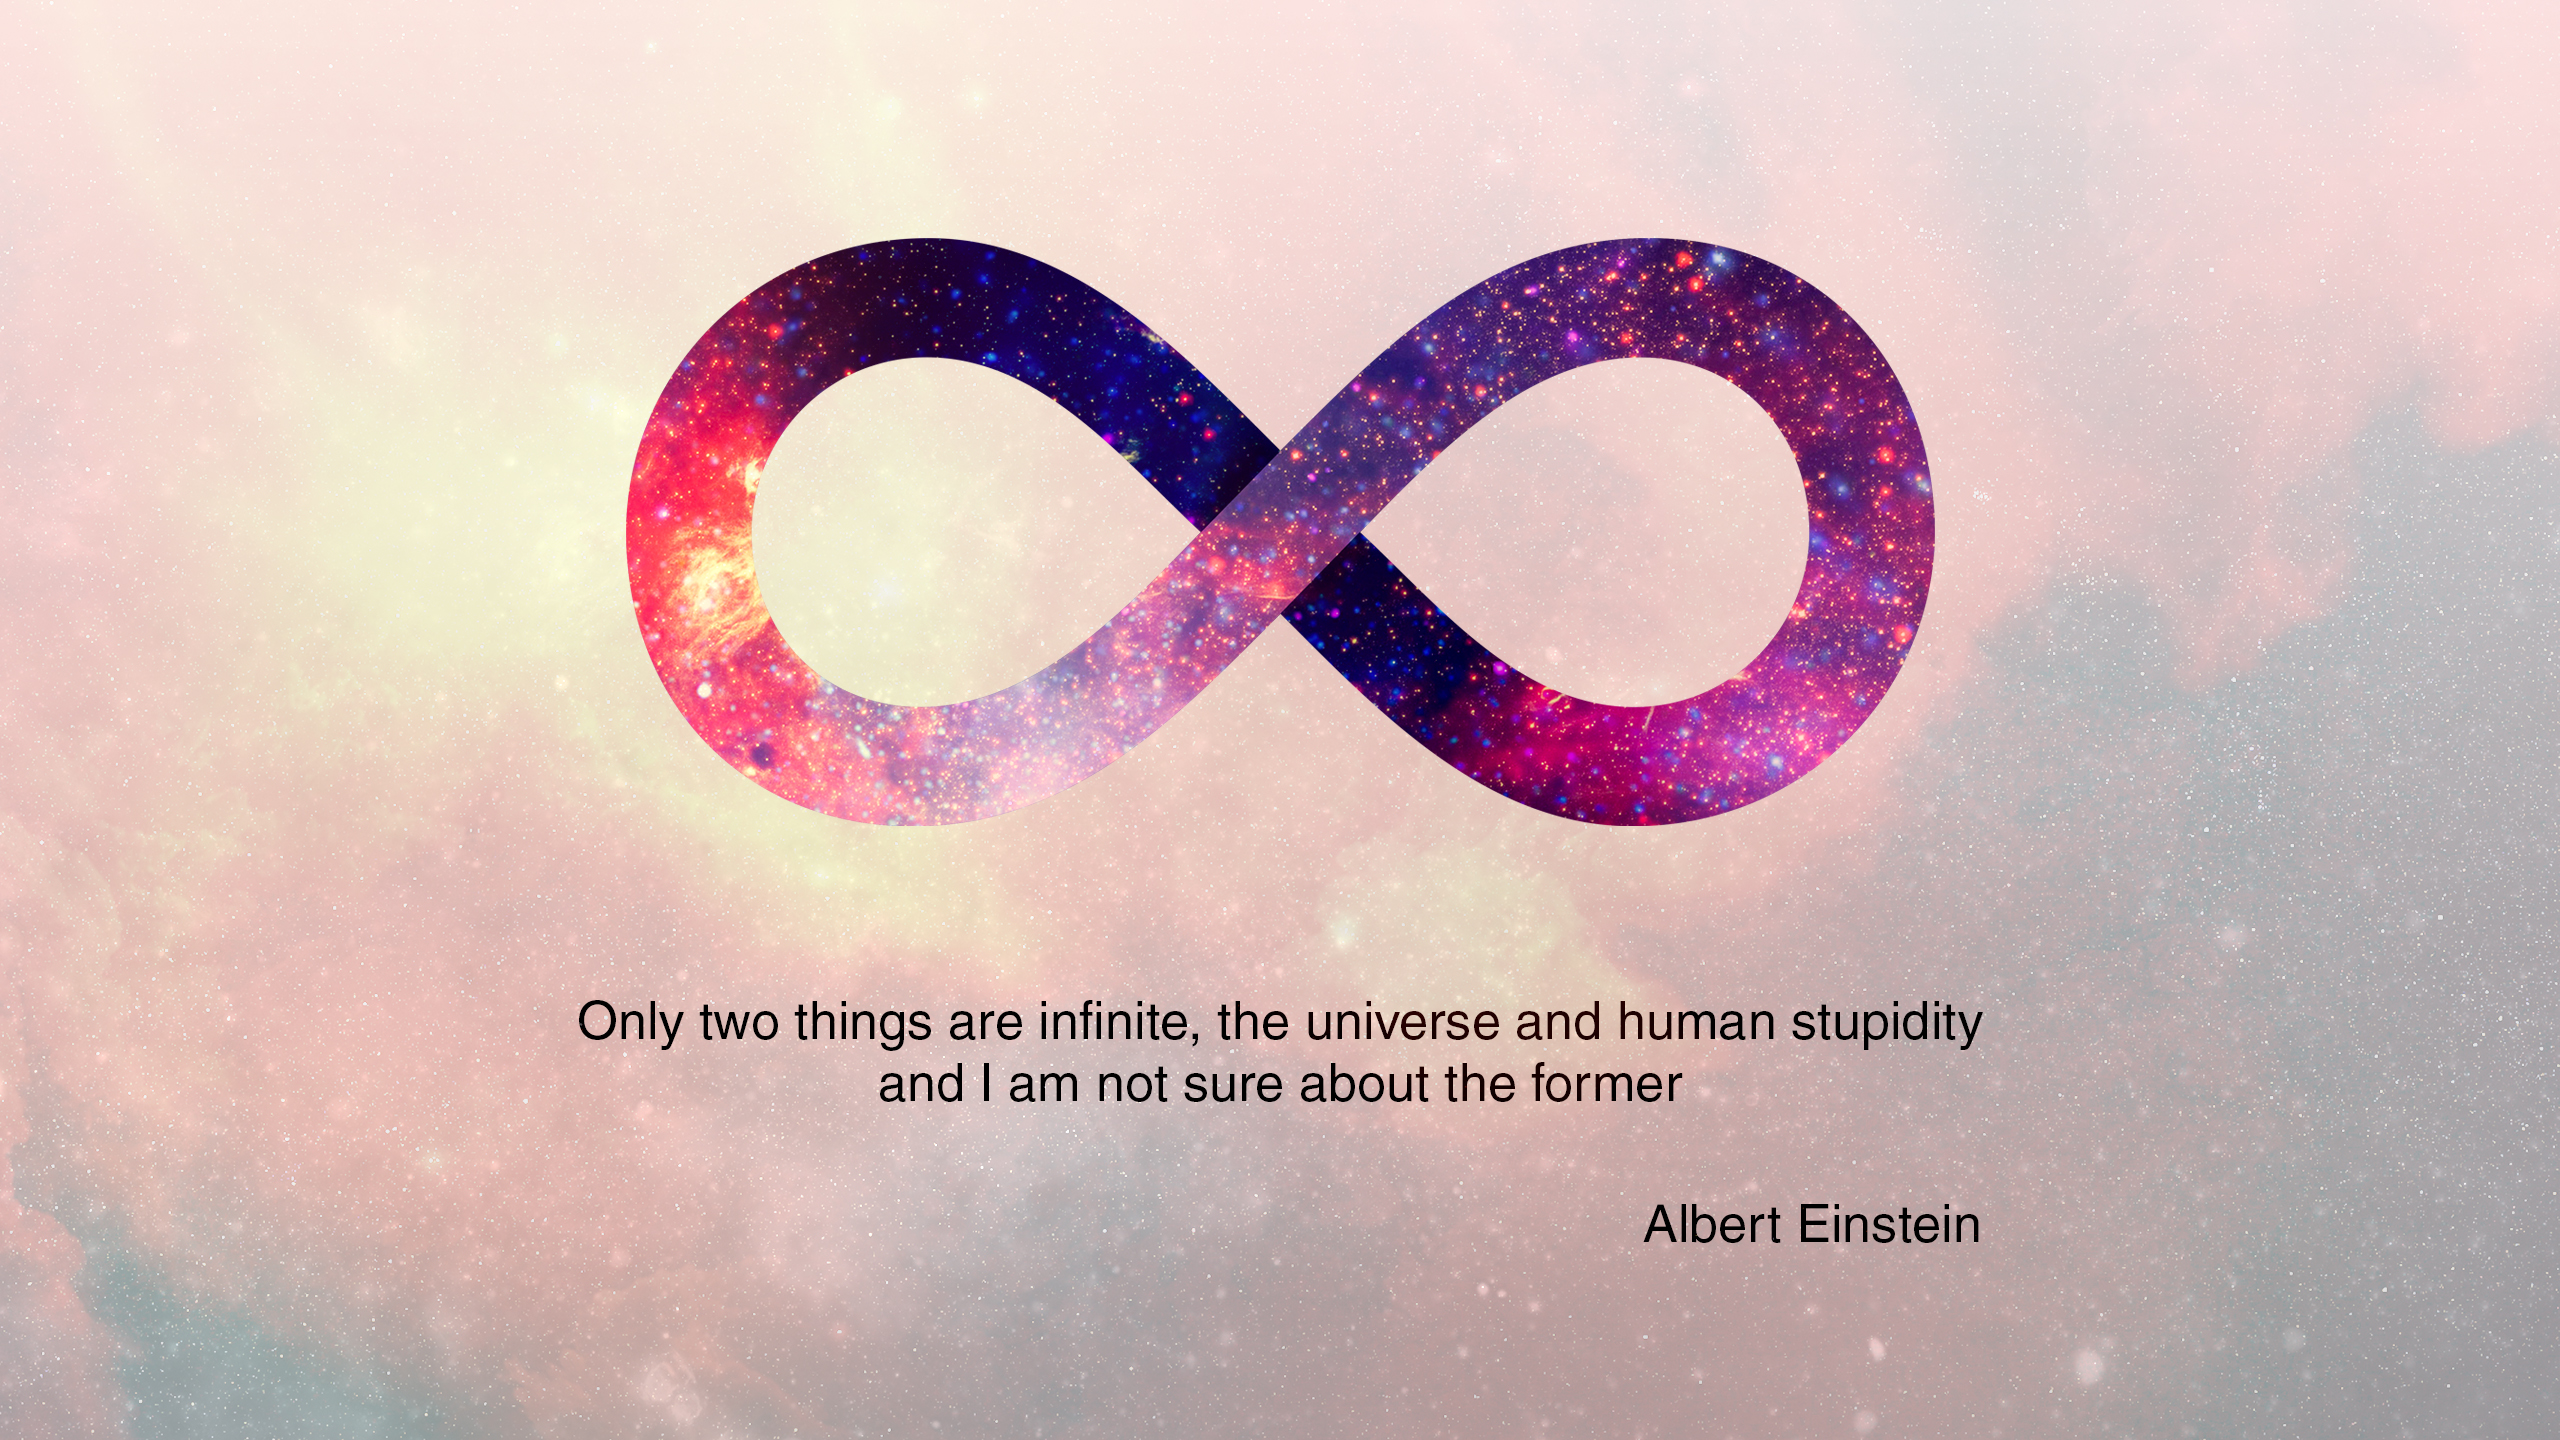 Only two things are infinite, the universe and human stupidity
and I am not sure about the former
Albert Einstein